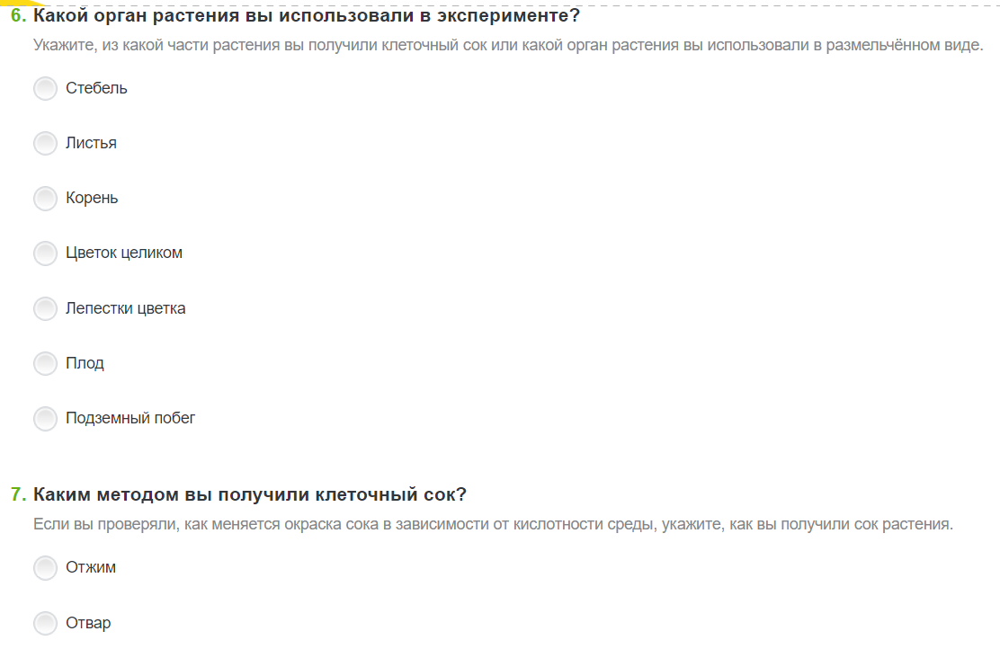 6. Какой орган растения вы использовали в эксперименте?
Укажите, из какой части растения вы получили клеточный сок или какой орган растения вы использовали в размельчённом виде.
Стебель
Листья
Корень
Цветок целиком
Лепестки цветка
Плод
Подземный побег
7. Каким методом вы получили клеточный сок?
Если вы проверяли, как меняется окраска сока в зависимости от кислотности среды, укажите, как вы получили сок растения.
Отжим
Отвар